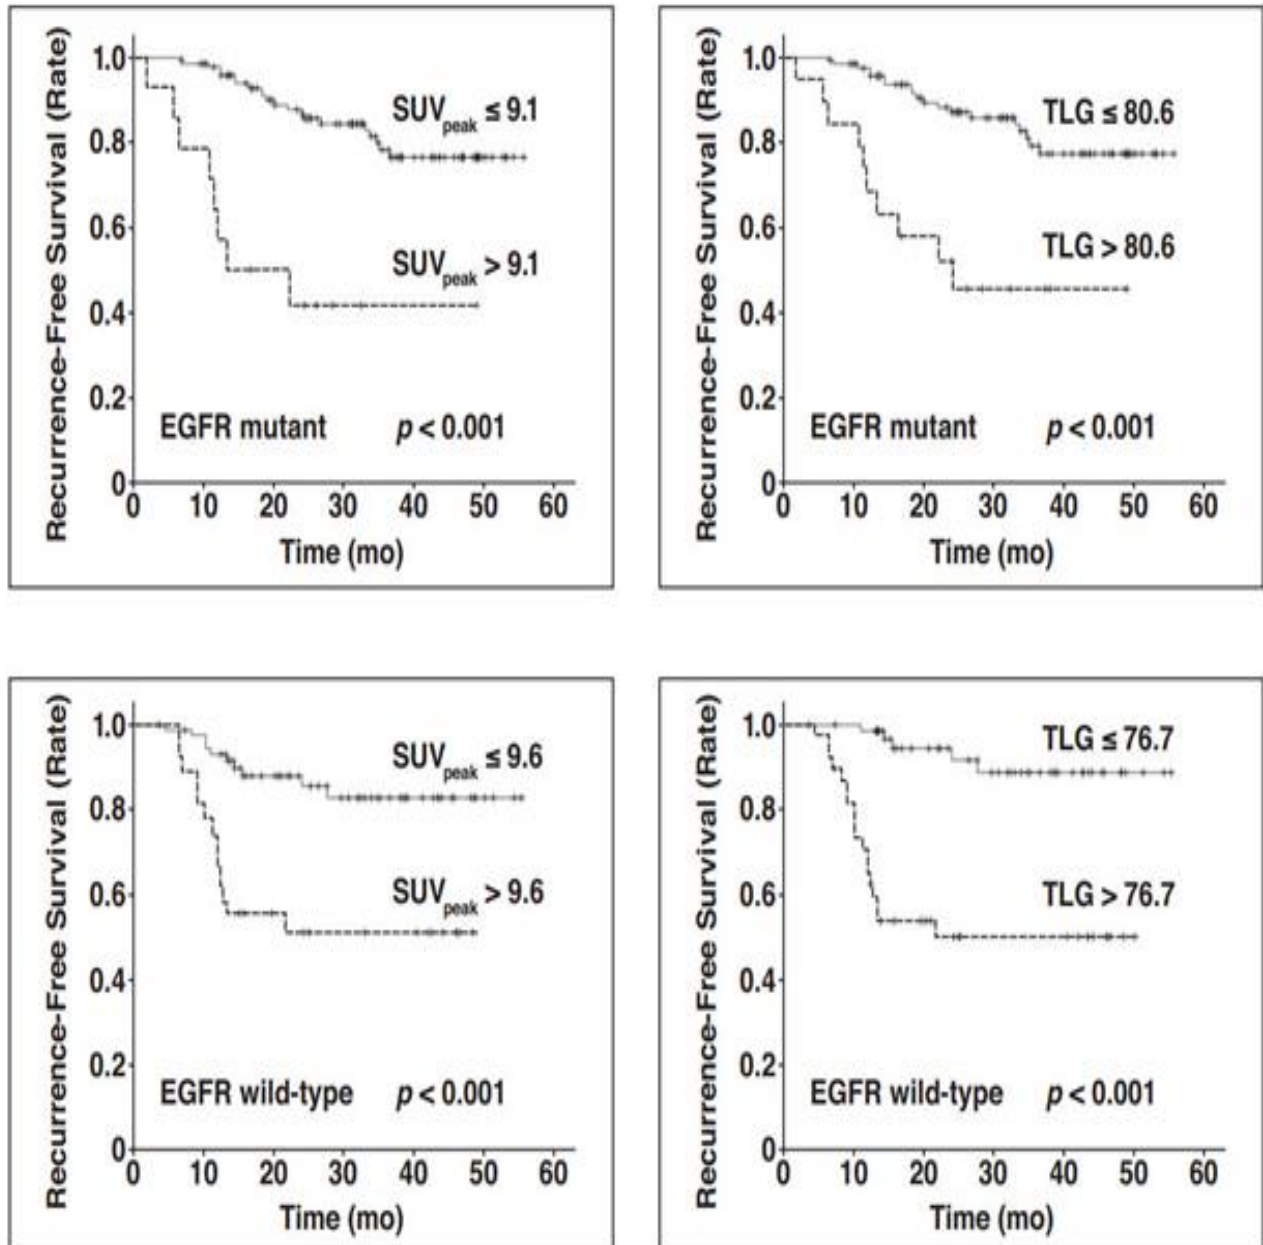 Recurrence-Free Survival (Rate)
1.0
0.8
0.6
0.4
0.2
0
SUVpeak ≤ 9.1
SUVpeak > 9.1
EGFR mutant p < 0.001
0 10 20 30 40 50 60
Time (mo)
Recurrence-Free Survival (Rate)
1.0
0.8
0.6
0.4
0.2
0
TLG ≤ 80.6
TLG > 80.6
EGFR mutant p < 0.001
0 10 20 30 40 50 60
Time (mo)
Recurrence-Free Survival (Rate)
1.0
0.8
0.6
0.4
0.2
0
SUVpeak ≤ 9.6
SUVpeak > 9.6
EGFR wild-type p < 0.001
0 10 20 30 40 50 60
Time (mo)
Recurrence-Free Survival (Rate)
1.0
0.8
0.6
0.4
0.2
0
TLG ≤ 76.7
TLG > 76.7
EGFR wild-type p < 0.001
0 10 20 30 40 50 60
Time (mo)